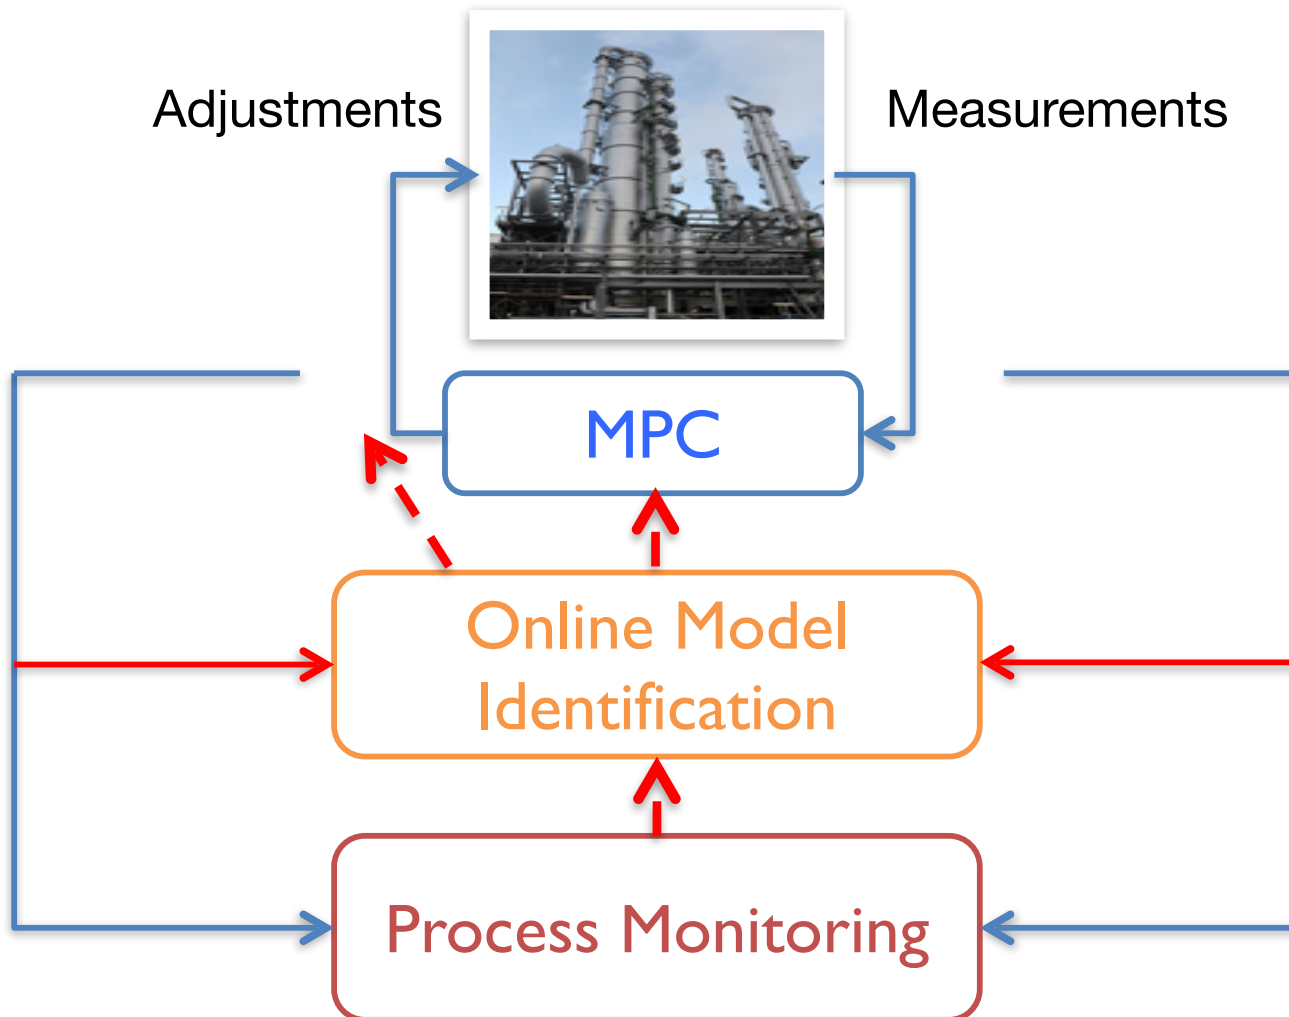 Adjustments
Measurements
MPC
Online Model
Identification
Process Monitoring